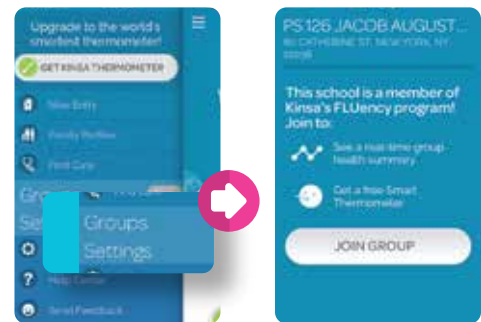 Upgrade to the world's
smartest thermometer!
GET KINSA THERMOMETER
New Entry
Family Profiles
Find Care
Groups
Settings
Help Center
Send Feedback
PS 126 JACOB AUGUST...
80 CATHERINE ST, NEW YORK, NY
10038
This school is a member of
Kinsa's FLUency program!
Join to:
See a real-time group
health summary
Get a free Smart
Thermometer
JOIN GROUP